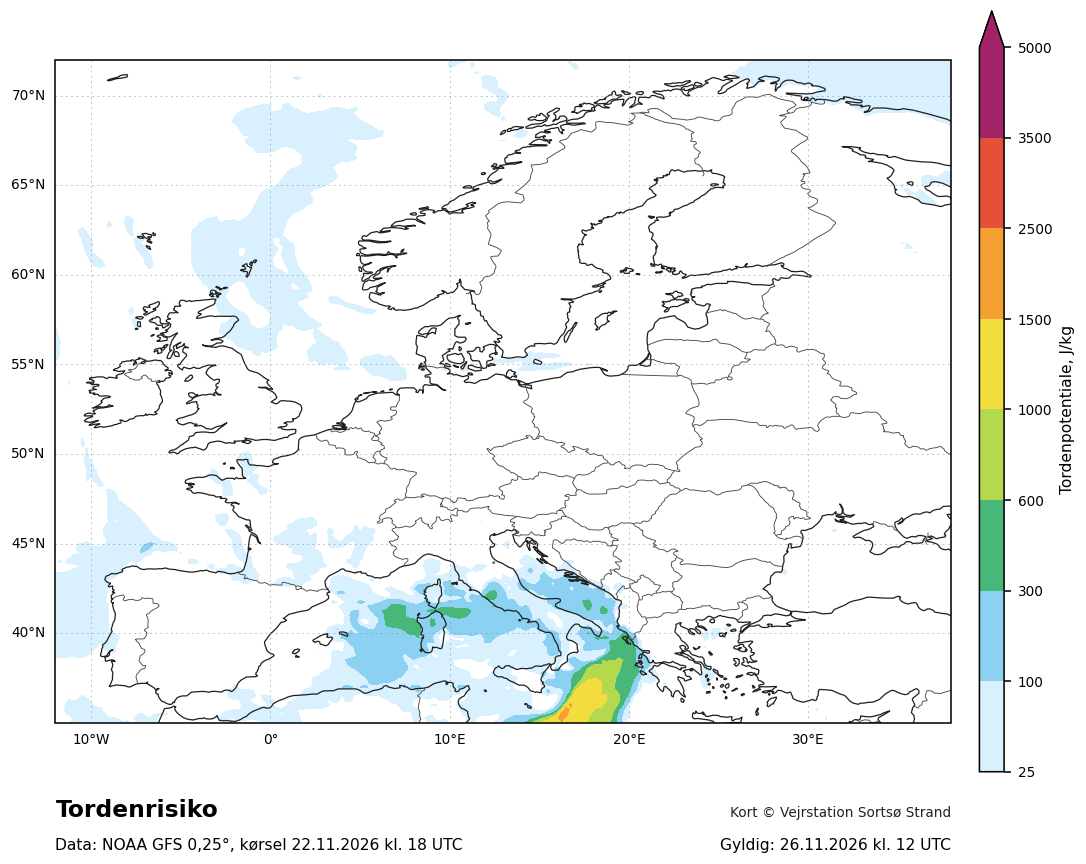 70°N
65°N
60°N
55°N
50°N
45°N
40°N
10°W
0°
10°E
20°E
30°E
5000
3500
2500
1500
1000
600
300
100
25
Tordenpotentiale, J/kg
Tordenrisiko
Kort © Vejrstation Sortsø Strand
Data: NOAA GFS 0,25°, kørsel 22.11.2026 kl. 18 UTC
Gyldig: 26.11.2026 kl. 12 UTC